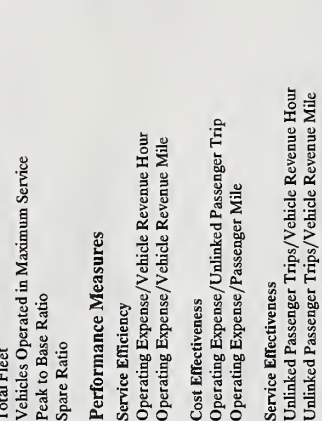 Total Fleet
Vehicles Operated in Maximum Service
Peak to Base Ratio
Spare Ratio
Performance Measures
Service Efficiency
Operating Expense/Vehicle Revenue Hour
Operating Expense/Vehicle Revenue Mile
Cost Effectiveness
Operating Expense/Unlinked Passenger Trip
Operating Expense/Passenger Mile
Service Effectiveness
Unlinked Passenger Trips/Vehicle Revenue Hour
Unlinked Passenger Trips/Vehicle Revenue Mile